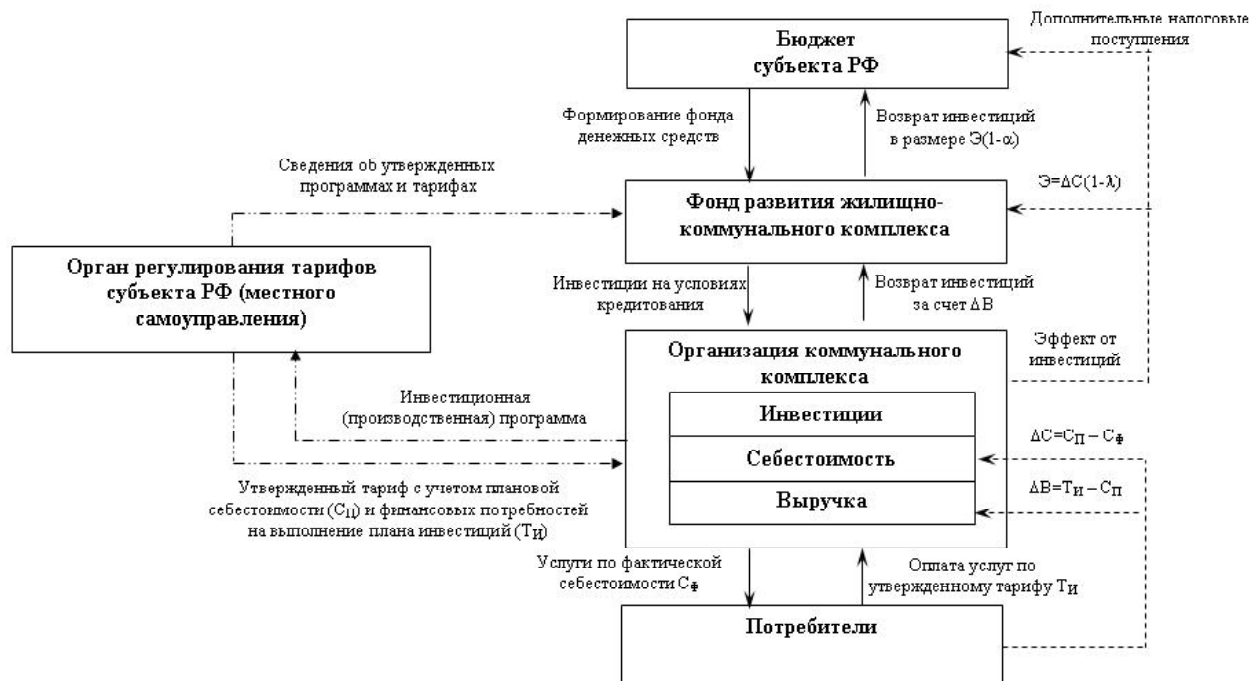 Дополнительные налоговые
поступления
Бюджет
субъекта РФ
Формирование фонда
денежных средств
Возврат инвестиций
в размере Э(1-α)
Сведения об утвержденных
программах и тарифах
Фонд развития жилищно-
коммунального комплекса
Э=ΔС(1-λ)
Орган регулирования тарифов
субъекта РФ (местного
самоуправления)
Инвестиции на условиях
кредитования
Возврат инвестиций
за счет ΔВ
Организация коммунального
комплекса
Эффект от
инвестиций
Инвестиционная
(производственная) программа
Инвестиции
Себестоимость
Выручка
ΔС=СП – СФ
ΔВ=ТИ – СП
Утвержденный тариф с учетом плановой
себестоимости (СП) и финансовых потребностей
на выполнение плана инвестиций (ТИ)
Услуги по фактической
себестоимости СФ
Оплата услуг по
утвержденному тарифу ТИ
Потребители